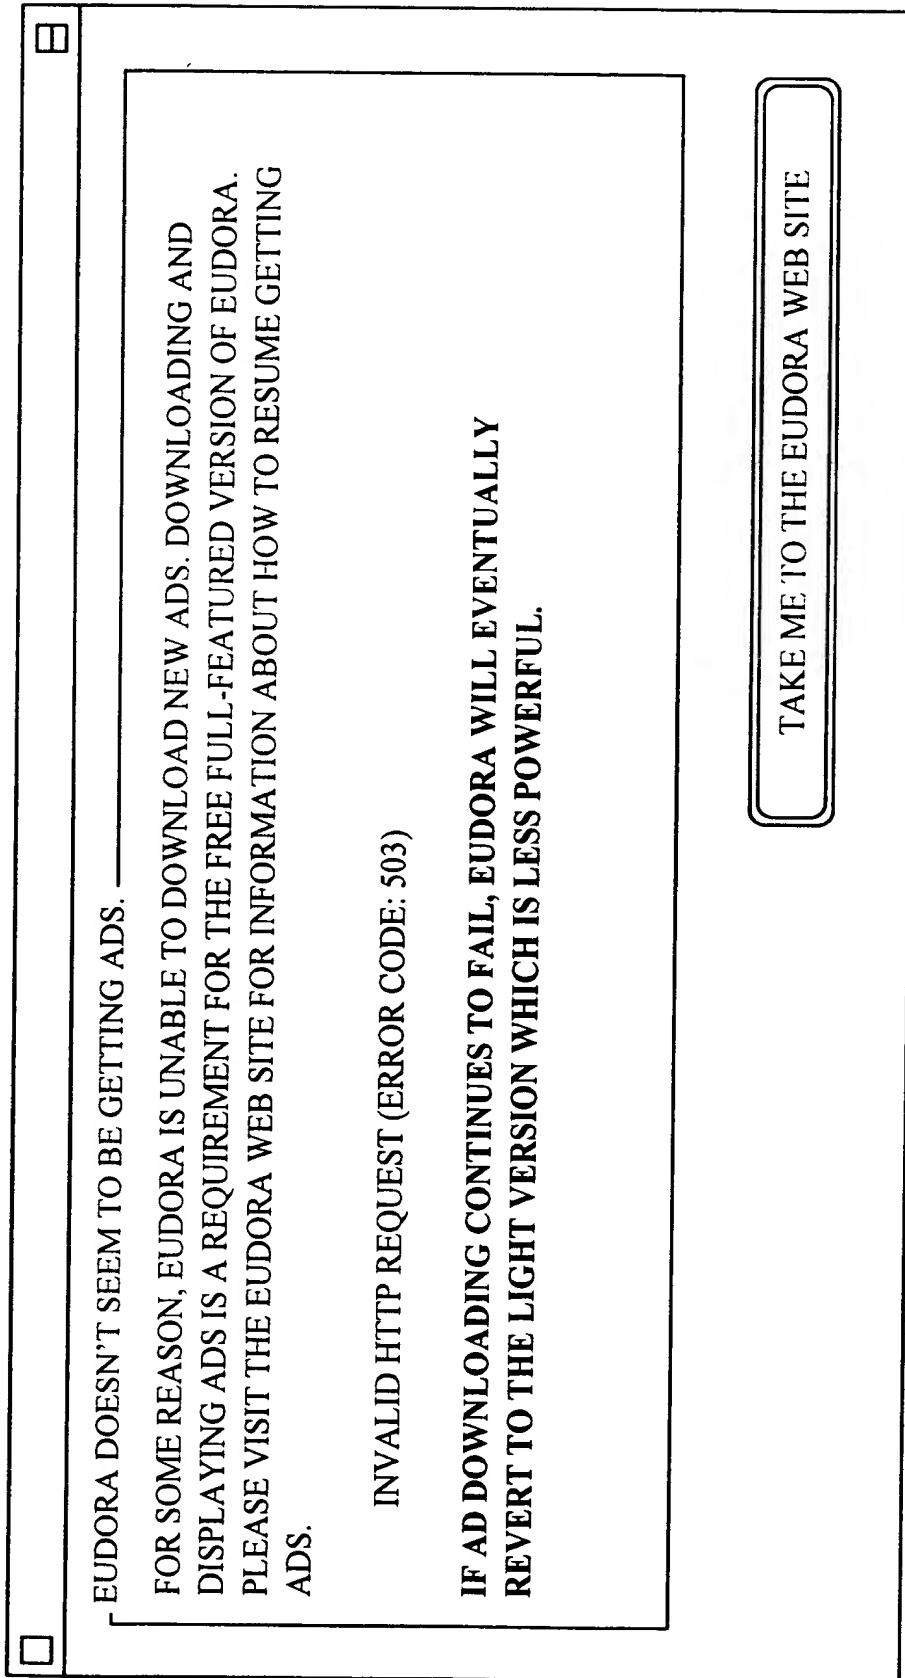 EUDORA DOESN'T SEEM TO BE GETTING ADS.
FOR SOME REASON, EUDORA IS UNABLE TO DOWNLOAD NEW ADS. DOWNLOADING AND
DISPLAYING ADS IS A REQUIREMENT FOR THE FREE FULL-FEATURED VERSION OF EUDORA.
PLEASE VISIT THE EUDORA WEB SITE FOR INFORMATION ABOUT HOW TO RESUME GETTING
ADS.
INVALID HTTP REQUEST (ERROR CODE: 503)
IF AD DOWNLOADING CONTINUES TO FAIL, EUDORA WILL EVENTUALLY
REVERT TO THE LIGHT VERSION WHICH IS LESS POWERFUL.
TAKE ME TO THE EUDORA WEB SITE